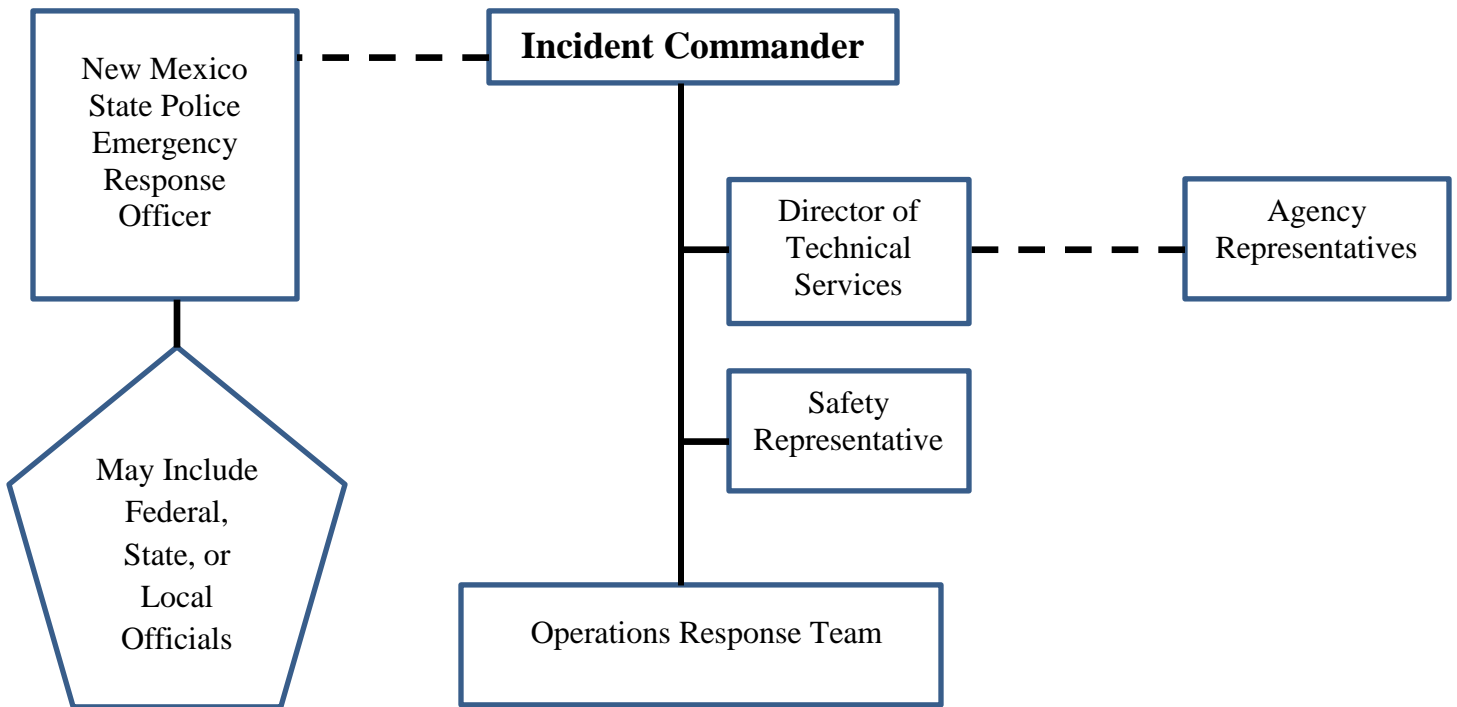 Incident Commander
New Mexico
State Police
Emergency
Response
Officer
Director of
Technical
Services
Agency
Representatives
Safety
Representative
May Include
Federal,
State, or
Local
Officials
Operations Response Team